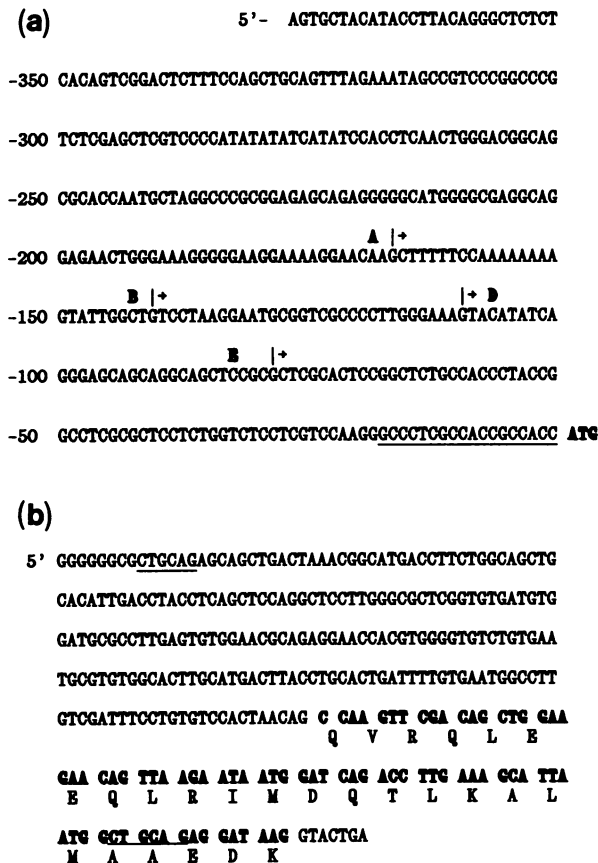 (a)
5'- AGTGCTACATACCTTACAGGGCTCTCT
-350 CACAGTCGGACTCTTTCCAGCTGCAGTTTAGAAATAGCCGTCCCGGCCCG
-300 TCTCGAGCTCGTCCCCATATATATCATATCCACCTCAACTGGGACGGCAG
-250 CGCACCAATGCTAGGCCCGCGGAGAGCAGAGGGGGCATGGGGCGAGGCAG
A |→
-200 GAGAACTGGGAAAGGGGGAAGGAAAAGGAACAAGCTTTTTCCAAAAAAAA
B |→ |→ D
-150 GTATTGGCTGTCCTAAGGAATGCGGTCGCCCCTTGGGAAAGTACATATCA
E |→
-100 GGGAGCAGCAGGCAGCTCCGCGCTCGCACTCCGGCTCTGCCACCCTACCG
-50 GCCTCGCGCTCCTCTGGTCTCCTCGTCCAAGGGCCCTCGCCACCGCCACC ATG
(b)
5' GGGGGGCGCTGCAGAGCAGCTGACTAAACGGCATGACCTTCTGGCAGCTG
CACATTGACCTACCTCAGCTCCAGGCTCCTTGGGCGCTCGGTGTGATGTG
GATGCGCCTTGAGTGTGGAACGCAGAGGAACCACGTGGGGTGTCTGTGAA
TGCGTGTGGCACTTGCATGACTTACCTGCACTGATTTTGTGAATGGCCTT
GTCGATTTCCTGTGTCCACTAACAG C CAA GTT CGA CAG CTG GAA
Q V R Q L E
GAA CAG TTA AGA ATA ATG GAT CAG ACC TTG AAA GCA TTA
E Q L R I M D Q T L K A L
ATG GCT GCA GAG GAT AAG GTACTGA
M A A E D K